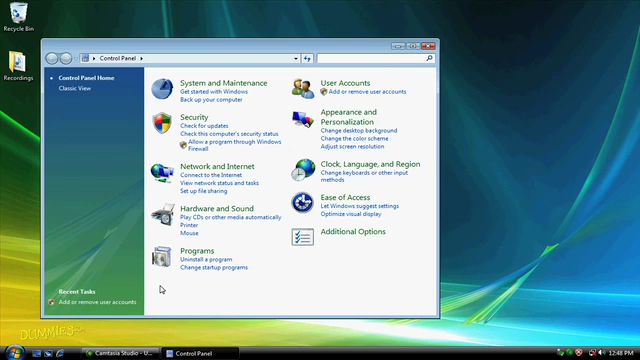 Recycle Bin
Recordings
Control Panel
Control Panel Home
Classic View
System and Maintenance
Get started with Windows
Back up your computer
Security
Check for updates
Check this computer's security status
Allow a program through Windows
Firewall
Network and Internet
Connect to the Internet
View network status and tasks
Set up file sharing
Hardware and Sound
Play CDs or other media automatically
Printer
Mouse
Programs
Uninstall a program
Change startup programs
User Accounts
Add or remove user accounts
Appearance and
Personalization
Change desktop background
Change the color scheme
Adjust screen resolution
Clock, Language, and Region
Change keyboards or other input
methods
Ease of Access
Let Windows suggest settings
Optimize visual display
Additional Options
Recent Tasks
Add or remove user accounts
DUMMIES
Camtasia Studio - U...
Control Panel
12:48 PM